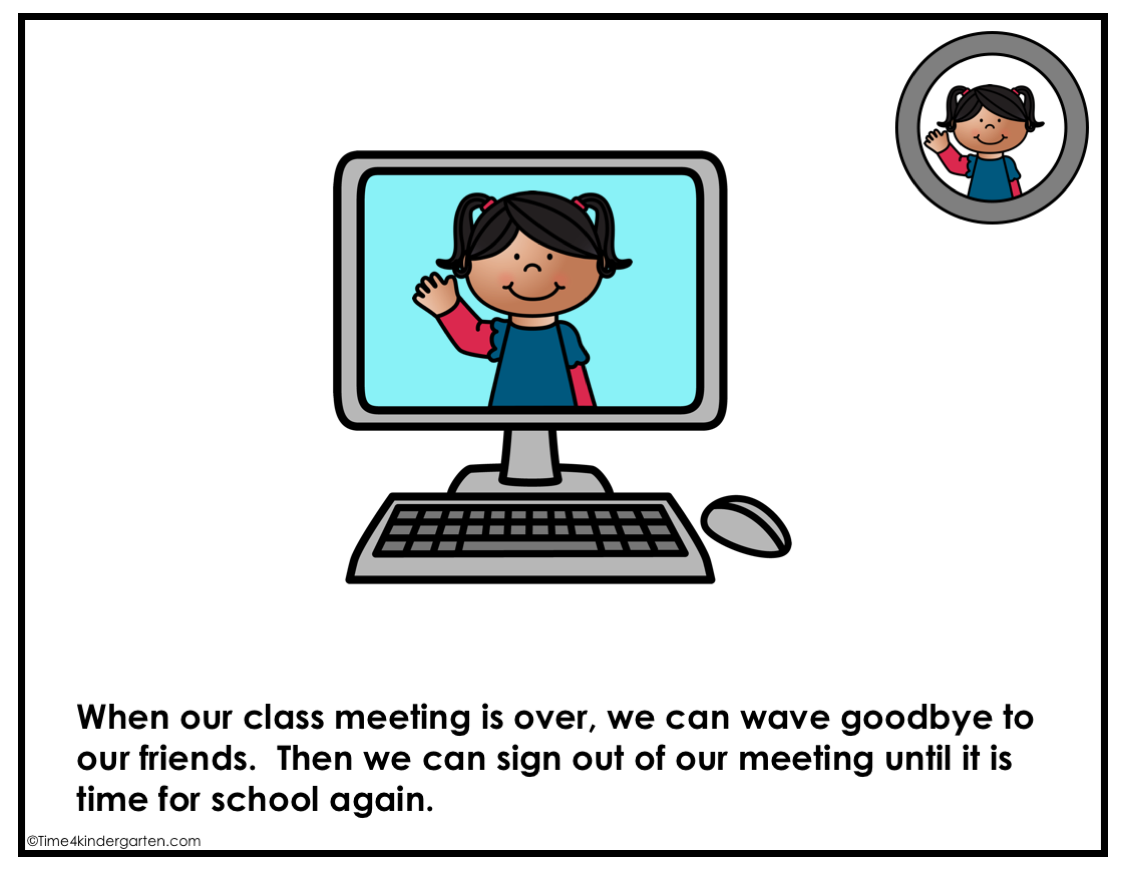 When our class meeting is over, we can wave goodbye to
our friends.  Then we can sign out of our meeting until it is
time for school again.
©Time4kindergarten.com